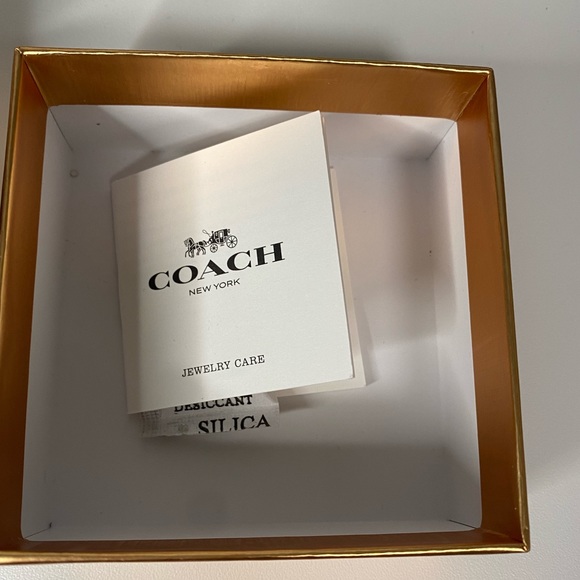 COACH
NEW YORK
JEWELRY CARE
DESICCANT
SILICA